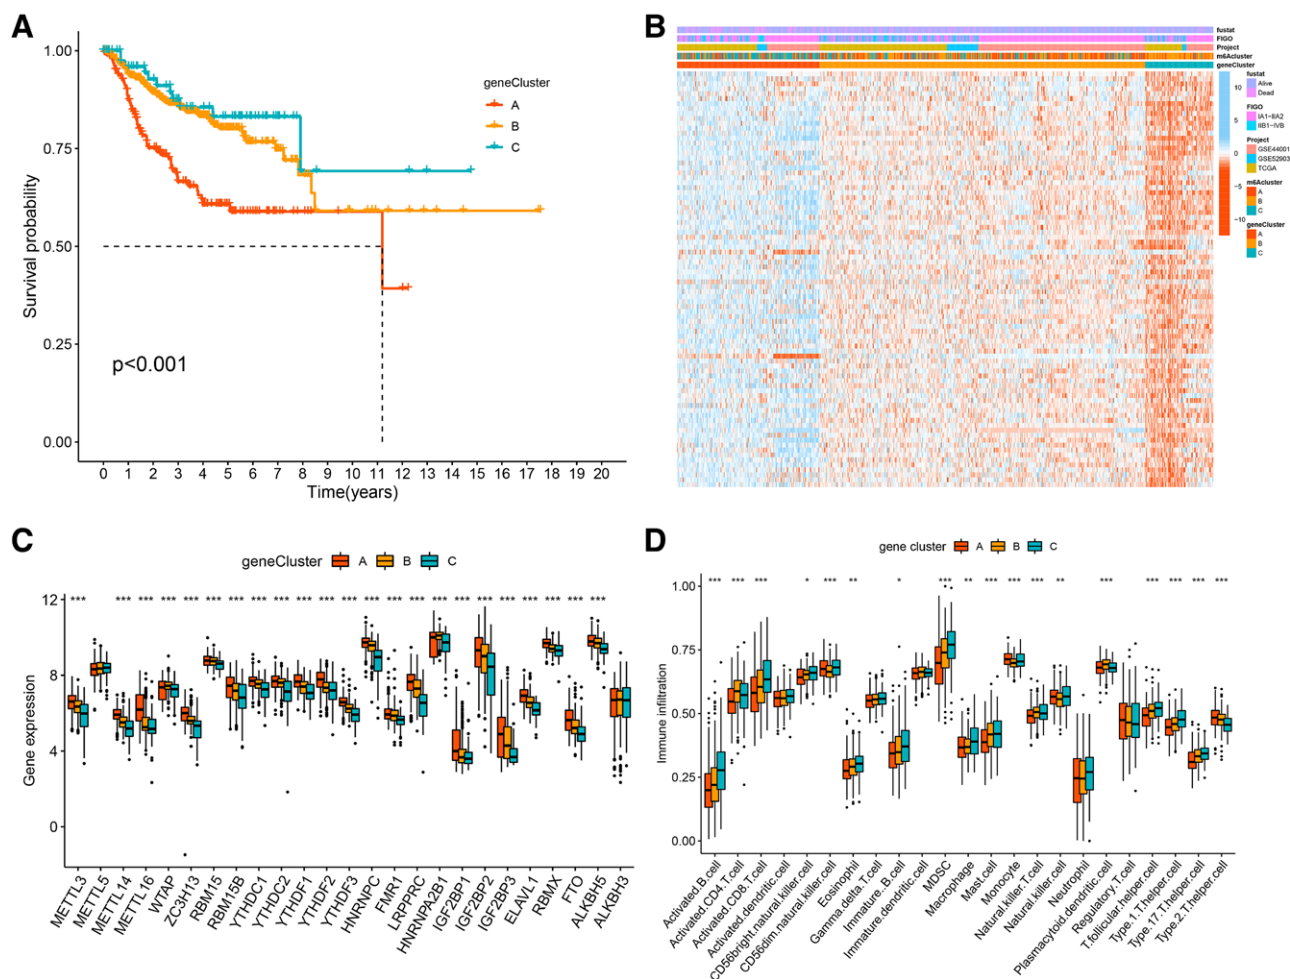 A
geneCluster
A
B
C
Survival probability
1.00
0.75
0.50
0.25
0.00
p<0.001
0 1 2 3 4 5 6 7 8 9 10 11 12 13 14 15 16 17 18 19 20
Time(years)
B
fustat
FIGO
Project
m6Acluster
geneCluster
10
5
0
−5
−10
fustat
Alive
Dead
FIGO
IA1−IIA2
IIB1−IVB
Project
GSE44001
GSE52903
TCGA
m6Acluster
A
B
C
geneCluster
A
B
C
C
geneCluster A B C
Gene expression
12
8
4
0
*** *** *** *** *** *** *** *** *** *** *** *** *** *** *** *** *** *** *** *** *** *** ***
METTL3
METTL5
METTL14
METTL16
WTAP
ZC3H13
RBM15
RBM15B
YTHDC1
YTHDC2
YTHDF1
YTHDF2
YTHDF3
HNRNPC
FMR1
LRPPRC
HNRNPA2B1
IGF2BP1
IGF2BP2
IGF2BP3
ELAVL1
RBMX
FTO
ALKBH5
ALKBH3
D
gene cluster A B C
Immune infiltration
1.00
0.75
0.50
0.25
0.00
*** *** *** * *** ** * *** ** *** *** *** ** *** *** *** *** ***
Activated.B.cell
Activated.CD4.T.cell
Activated.CD8.T.cell
Activated.dendritic.cell
CD56bright.natural.killer.cell
CD56dim.natural.killer.cell
Eosinophil
Gamma.delta.T.cell
Immature..B.cell
Immature.dendritic.cell
MDSC
Macrophage
Mast.cell
Monocyte
Natural.killer.T.cell
Natural.killer.cell
Neutrophil
Plasmacytoid.dendritic.cell
Regulatory.T.cell
T.follicular.helper.cell
Type.1.T.helper.cell
Type.17.T.helper.cell
Type.2.T.helper.cell